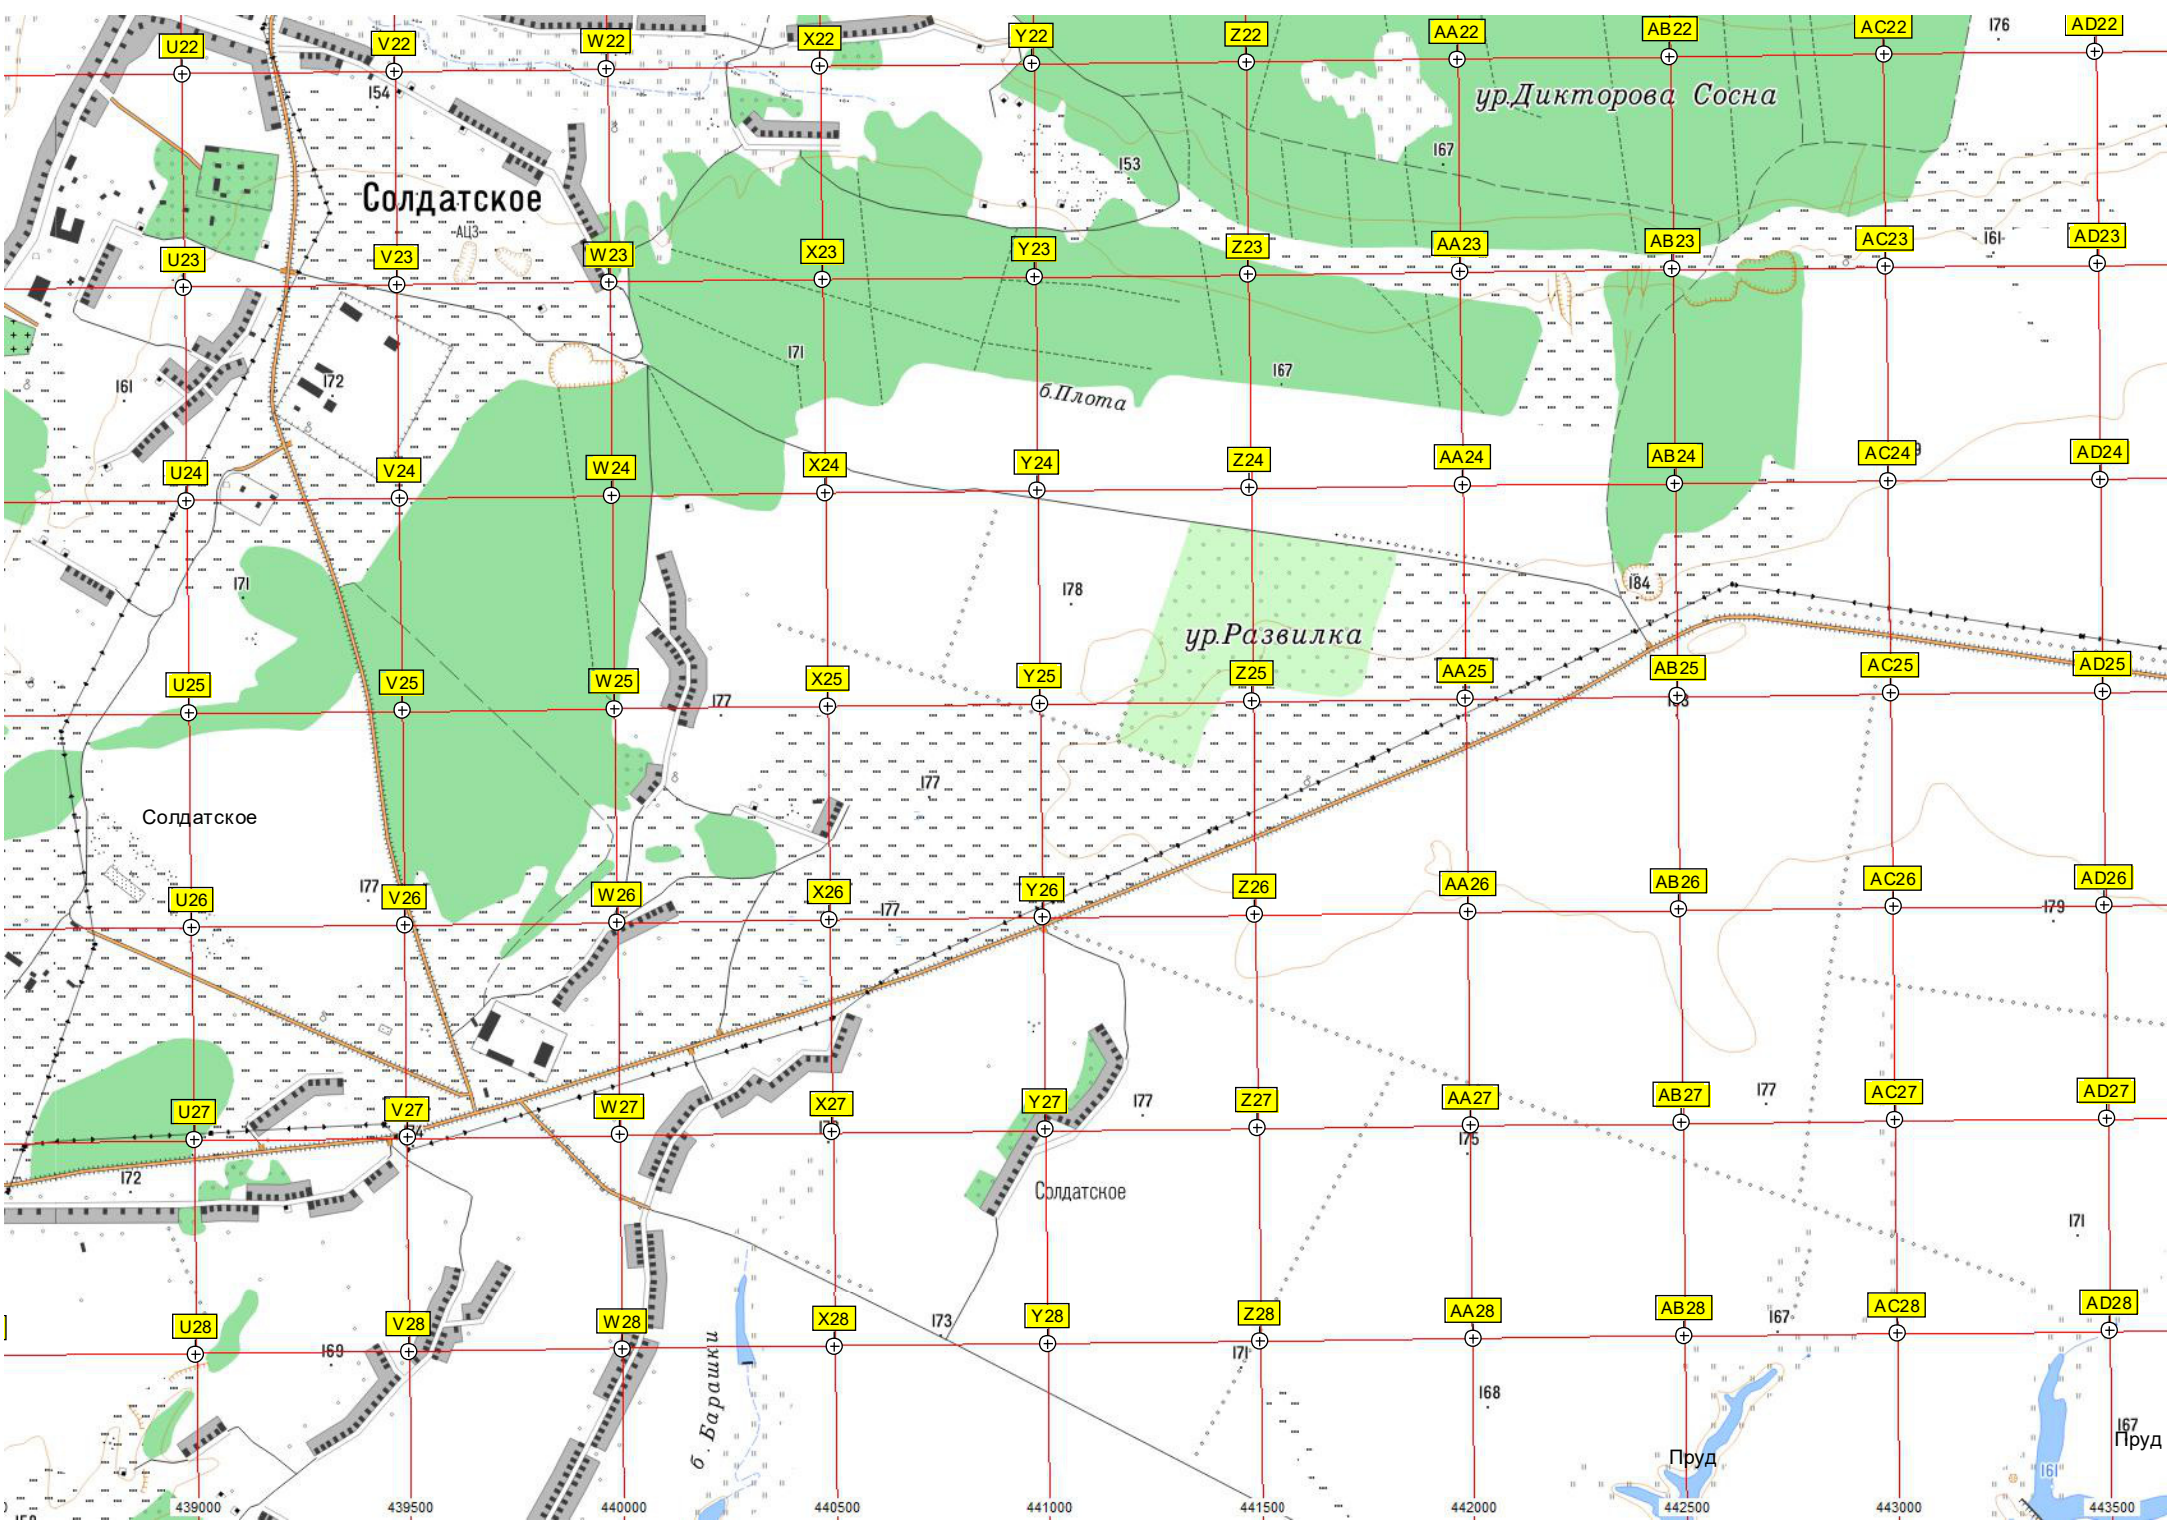 U22 V22 W22 X22 Y22 Z22 AA22 AB22 AC22 AD22
176
154
ур.Дикторова Сосна
153
167
Солдатское
АЦЗ
161
U23 V23 W23 X23 Y23 Z23 AA23 AB23 AC23 AD23
171
172
161
167
б.Плота
U24 V24 W24 X24 Y24 Z24 AA24 AB24 AC24 AD24
171
178
184
ур.Развилка
U25 V25 W25 X25 Y25 Z25 AA25 AB25 AC25 AD25
177
177
Солдатское
177
U26 V26 W26 X26 Y26 Z26 AA26 AB26 AC26 AD26
177
179
U27 V27 W27 X27 Y27 Z27 AA27 AB27 AC27 AD27
177
177
175
172
Солдатское
171
U28 V28 W28 X28 Y28 Z28 AA28 AB28 AC28 AD28
173
167
169
171
168
б. Барашки
167
Пруд
Пруд
161
439000 439500 440000 440500 441000 441500 442000 442500 443000 443500